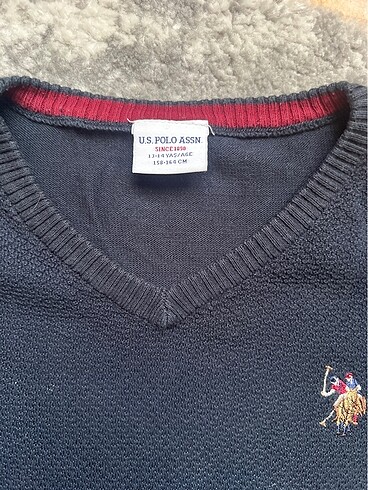 U.S. POLO ASSN.
SINCE 1890
13-14 YAŞ/AGE
158-164 CM